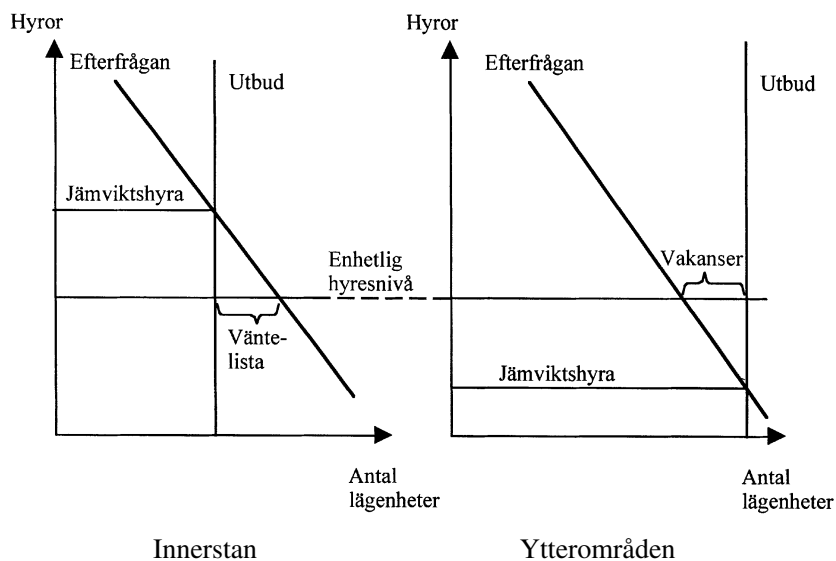 Hyror
Efterfrågan
Utbud
Jämviktshyra
Enhetlig
hyresnivå
Vänte-
lista
Antal
lägenheter
Innerstan
Hyror
Efterfrågan
Utbud
Vakanser
Jämviktshyra
Antal
lägenheter
Ytterområden